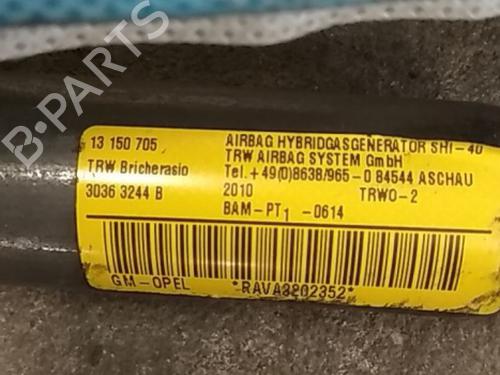 13 150 705
TRW Bricherasio
3036 3244 B
AIRBAG HYBRIDGASGENERATOR SHI-40
TRW AIRBAG SYSTEM GmbH
Tel.+49(0)8638/965-0 84544 ASCHAU
2010 TRWO-2
BAM-PT1 -0614
GM-OPEL *RAVA3202352*
B-PARTS